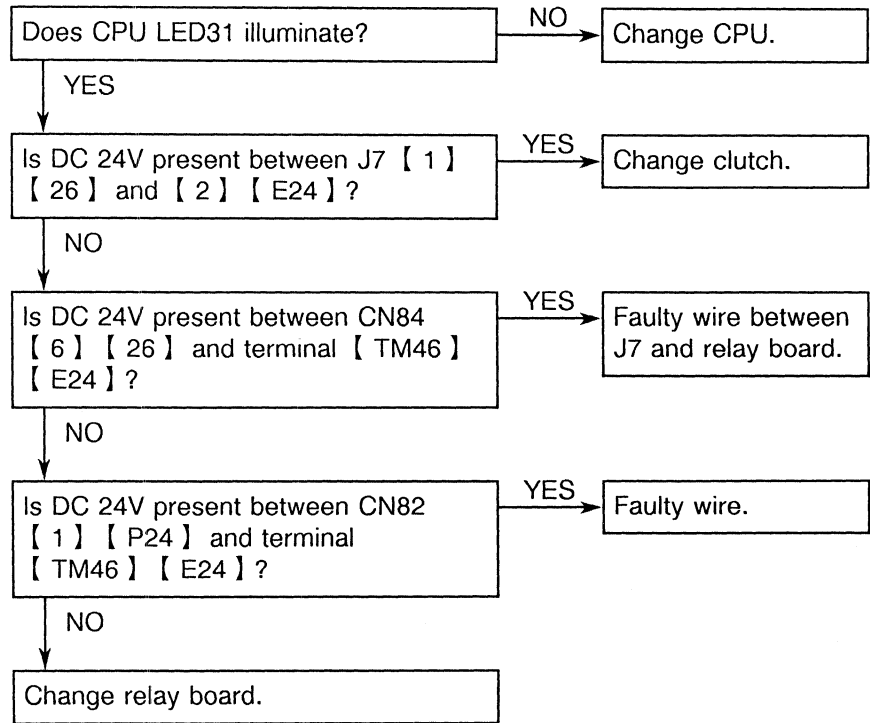 Does CPU LED31 illuminate?
NO
Change CPU.
YES
Is DC 24V present between J7 【 1 】
【 26 】 and 【 2 】 【 E24 】 ?
YES
Change clutch.
NO
Is DC 24V present between CN84
【 6 】 【 26 】 and terminal 【 TM46 】
【 E24 】 ?
YES
Faulty wire between
J7 and relay board.
NO
Is DC 24V present between CN82
【 1 】 【 P24 】 and terminal
【 TM46 】 【 E24 】 ?
YES
Faulty wire.
NO
Change relay board.